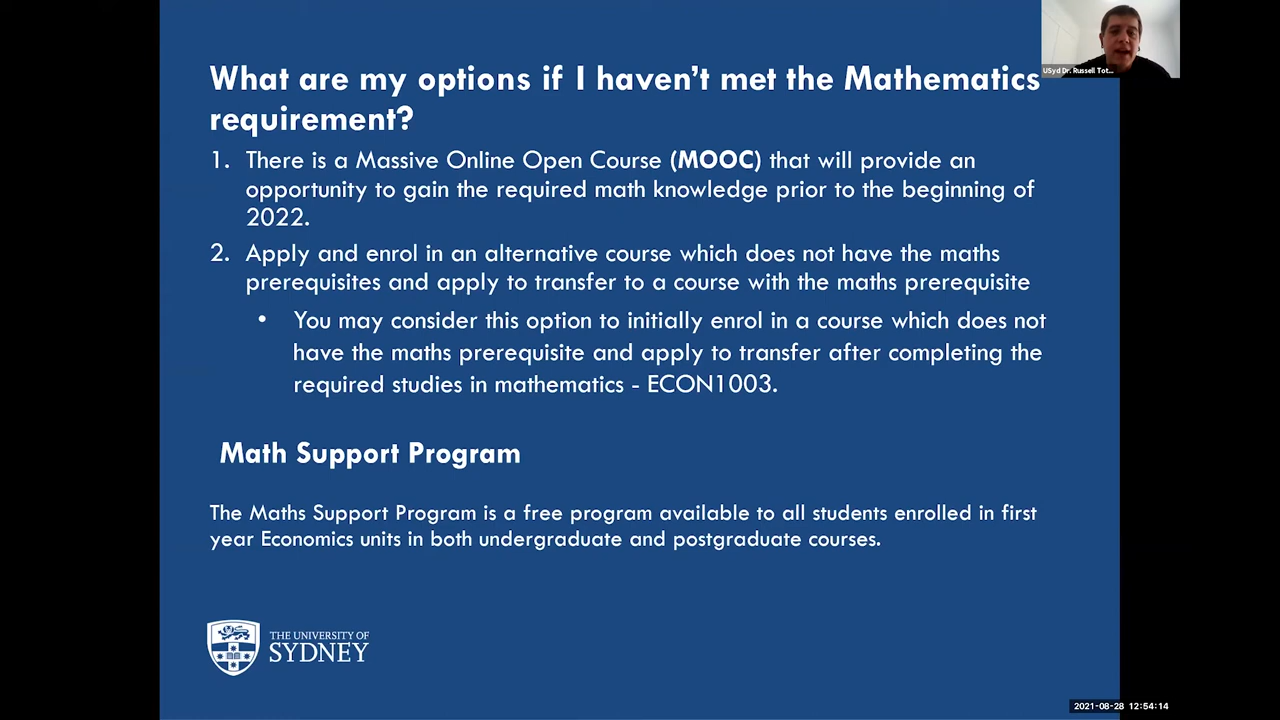 USyd Dr. Russell Tot...
What are my options if I haven't met the Mathematics
requirement?
1. There is a Massive Online Open Course (MOOC) that will provide an
opportunity to gain the required math knowledge prior to the beginning of
2022.
2. Apply and enrol in an alternative course which does not have the maths
prerequisites and apply to transfer to a course with the maths prerequisite
• You may consider this option to initially enrol in a course which does not
have the maths prerequisite and apply to transfer after completing the
required studies in mathematics - ECON1003.
Math Support Program
The Maths Support Program is a free program available to all students enrolled in first
year Economics units in both undergraduate and postgraduate courses.
THE UNIVERSITY OF
SYDNEY
2021-08-28 12:54:14